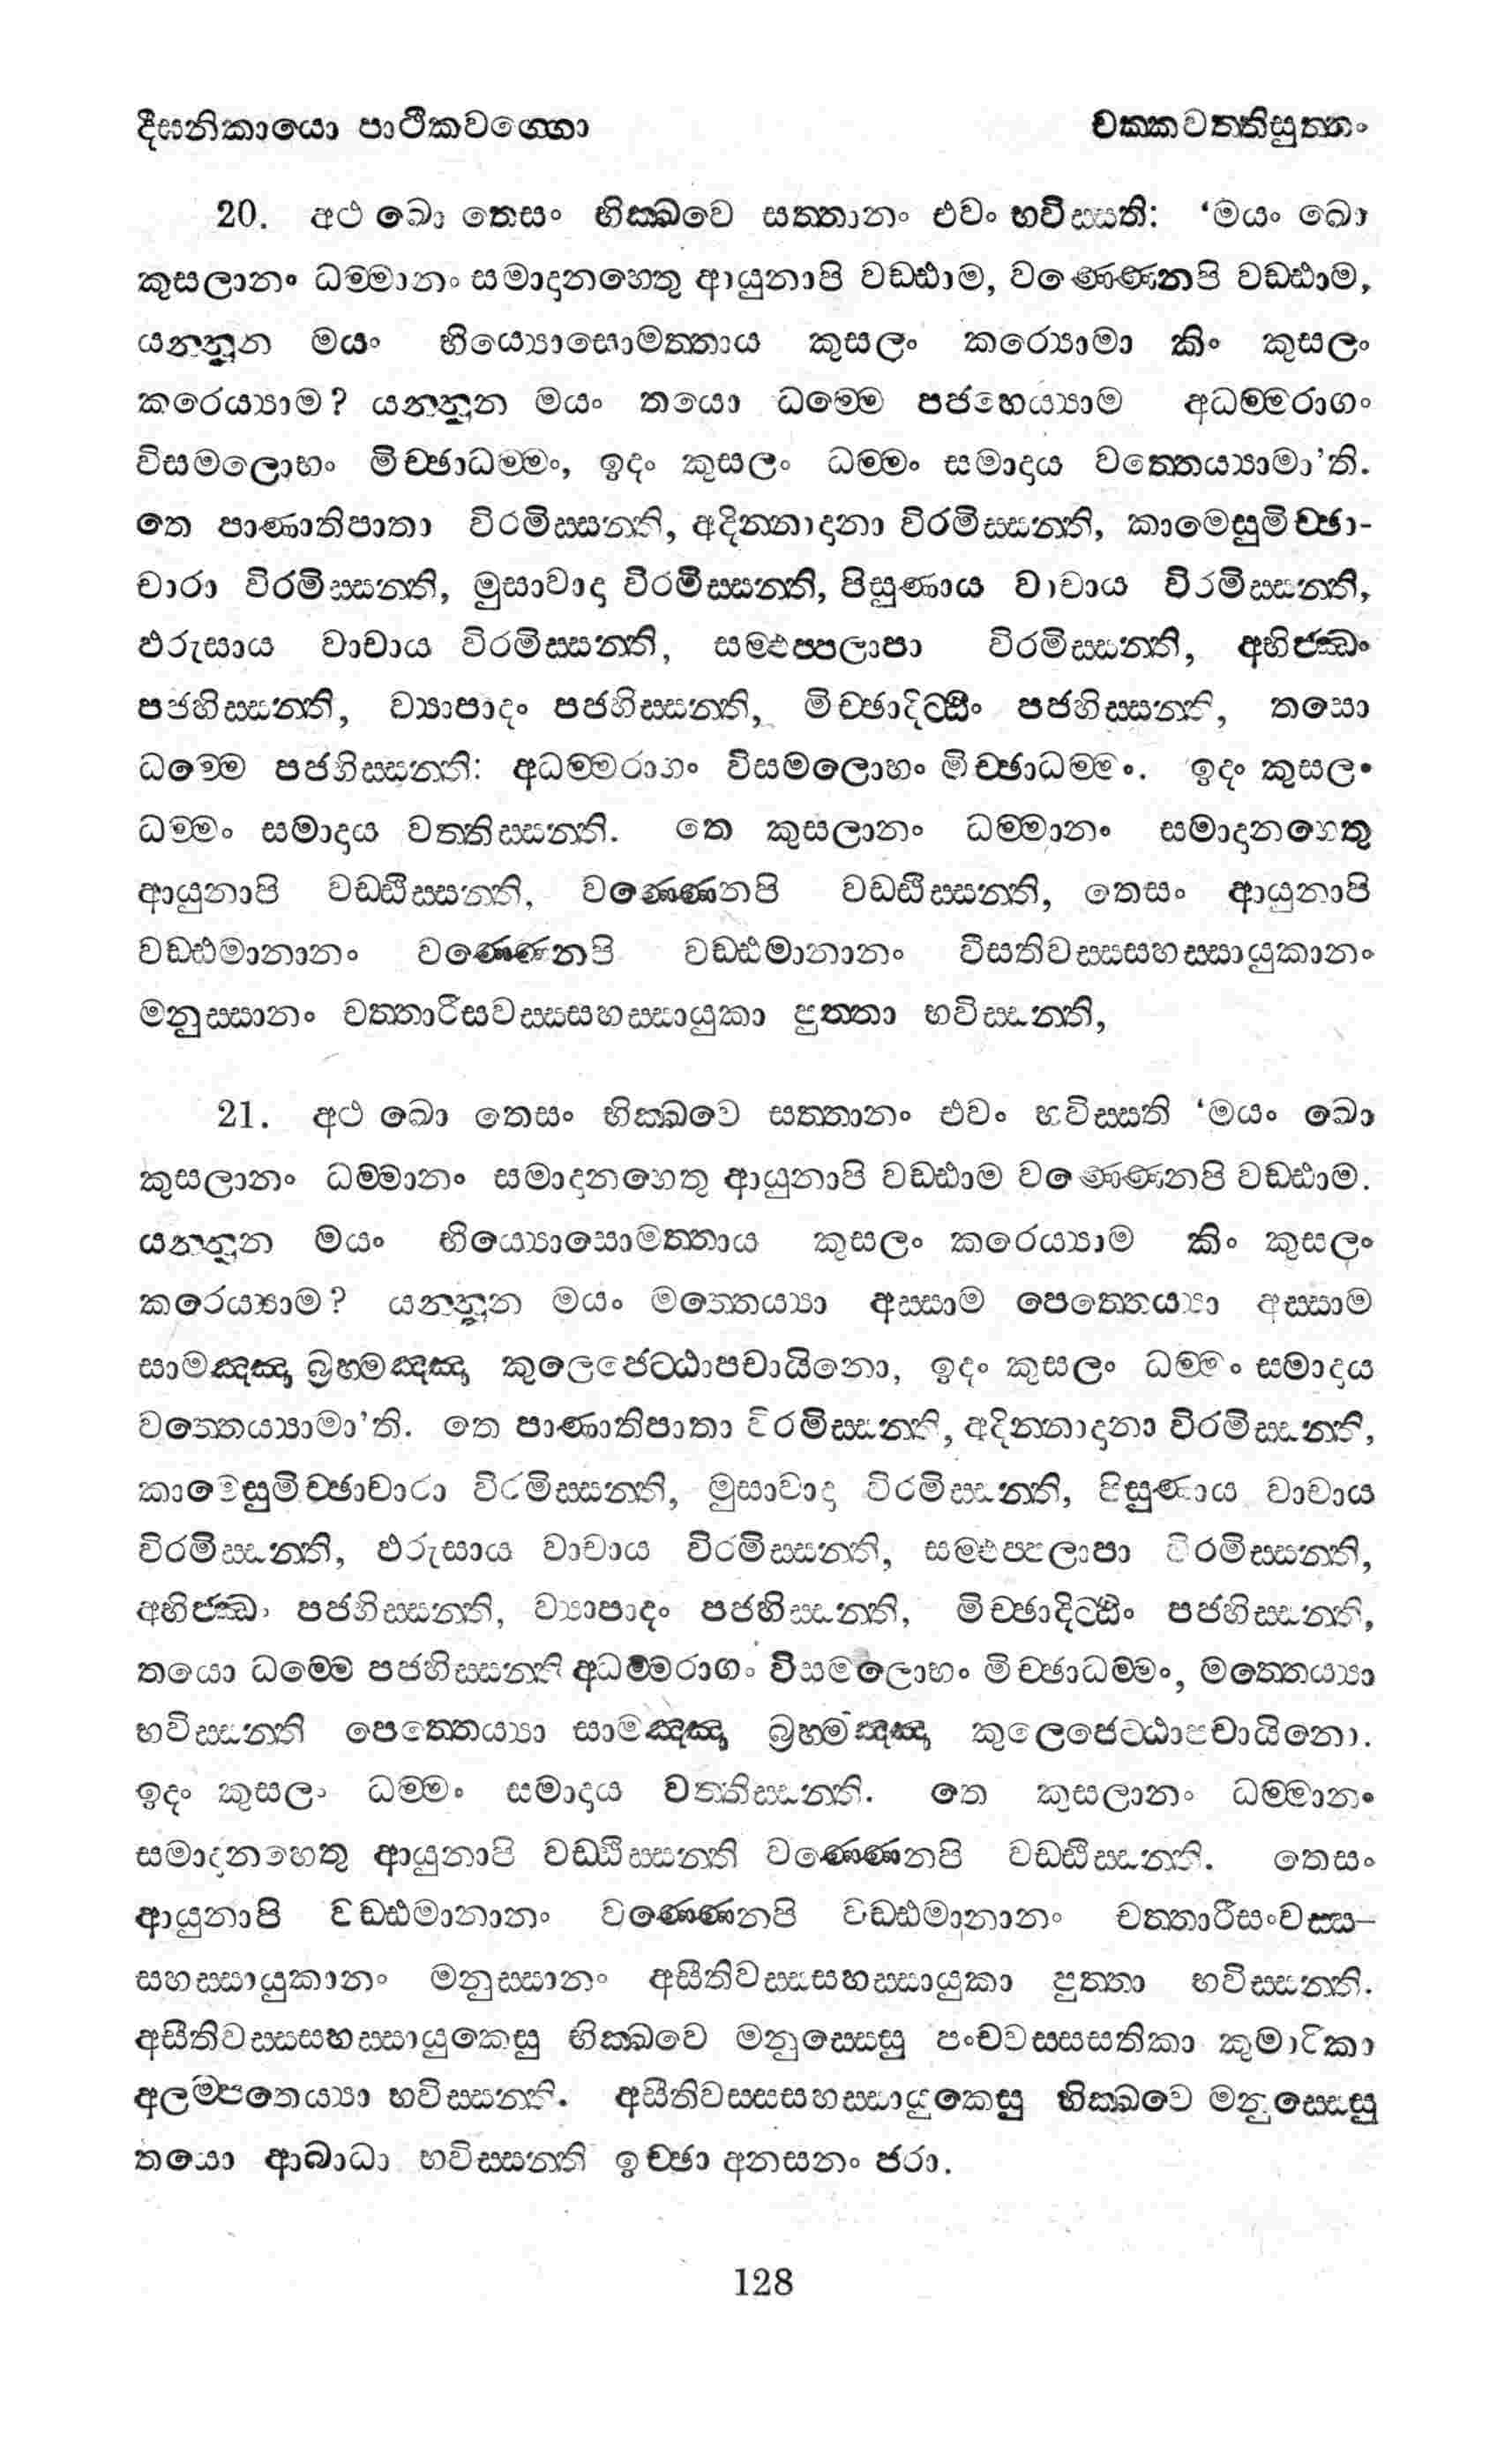 දීඝනිකායො පාථිකවග්ගො චක්කවත්තිසුත්තං
20. අථ ඛො තෙසං භික්ඛවෙ සත්තානං එවං භවිස්සති: ‘මයං ඛො
කුසලානං ධම්මානං සමාදානහෙතු ආයුනාපි වඩ්ඪාම, වණ්ණෙනපි වඩ්ඪාම,
යන්නූන මයං භිය්‍යොසොමත්තාය කුසලං කර‍්‍යොමා කිං කුසලං
කරෙය්‍යාම? යන්නූන මයං තයො ධම්මෙ පජහෙය්‍යාම අධම්මරාගං
විසමලොභං මිච්ඡාධම්මං, ඉදං කුසලං ධම්මං සමාදාය වත්තෙය්‍යාමා’ති.
තෙ පාණාතිපාතා විරමිස්සන්ති, අදින්නාදානා විරමිස්සන්ති, කාමෙසුමිච්ඡා-
චාරා විරමිස්සන්ති, මුසාවාදා විරමිස්සන්ති, පිසුණාය වාචාය විරමිස්සන්ති,
ඵරුසාය වාචාය විරමිස්සන්ති, සම්ඵප්පලාපා විරමිස්සන්ති, අභිජ්ඣං
පජහිස්සන්ති, ව්‍යාපාදං පජහිස්සන්ති, මිච්ඡාදිට්ඨිං පජහිස්සන්ති, තයො
ධම්මෙ පජහිස්සන්ති: අධම්මරාගං විසමලොභං මිච්ඡාධම්මං. ඉදං කුසලං
ධම්මං සමාදාය වත්තිස්සන්ති. තෙ කුසලානං ධම්මානං සමාදානහෙතු
ආයුනාපි වඩ්ඪිස්සන්ති, වණ්ණෙනපි වඩ්ඪිස්සන්ති, තෙසං ආයුනාපි
වඩ්ඪමානානං වණ්ණෙනපි වඩ්ඪමානානං වීසතිවස්සසහස්සායුකානං
මනුස්සානං චත්තාරීසවස්සසහස්සායුකා පුත්තා භවිස්සන්ති,
21. අථ ඛො තෙසං භික්ඛවෙ සත්තානං එවං භවිස්සති ‘මයං ඛො
කුසලානං ධම්මානං සමාදානහෙතු ආයුනාපි වඩ්ඪාම වණ්ණෙනපි වඩ්ඪාම.
යන්නූන මයං භිය්‍යොසොමත්තාය කුසලං කරෙය්‍යාම කිං කුසලං
කරෙය්‍යාම? යන්නූන මයං මත්තෙය්‍යා අස්සාම පෙත්තෙය්‍යා අස්සාම
සාමඤ්ඤා බ්‍රහ්මඤ්ඤා කුලෙජෙට්ඨාපචායිනො, ඉදං කුසලං ධම්මං සමාදාය
වත්තෙය්‍යාමා’ති. තෙ පාණාතිපාතා විරමිස්සන්ති, අදින්නාදානා විරමිස්සන්ති,
කාමෙසුමිච්ඡාචාරා විරමිස්සන්ති, මුසාවාදා විරමිස්සන්ති, පිසුණාය වාචාය
විරමිස්සන්ති, ඵරුසාය වාචාය විරමිස්සන්ති, සම්ඵප්පලාපා විරමිස්සන්ති,
අභිජ්ඣං පජහිස්සන්ති, ව්‍යාපාදං පජහිස්සන්ති, මිච්ඡාදිට්ඨිං පජහිස්සන්ති,
තයො ධම්මෙ පජහිස්සන්ති අධම්මරාගං විසමලොභං මිච්ඡාධම්මං, මත්තෙය්‍යා
භවිස්සන්ති පෙත්තෙය්‍යා සාමඤ්ඤා බ්‍රහ්මඤ්ඤා කුලෙජෙට්ඨාපචායිනො.
ඉදං කුසලං ධම්මං සමාදාය වත්තිස්සන්ති. තෙ කුසලානං ධම්මානං
සමාදානහෙතු ආයුනාපි වඩ්ඪිස්සන්ති වණ්ණෙනපි වඩ්ඪිස්සන්ති. තෙසං
ආයුනාපි වඩ්ඪමානානං වණ්ණෙනපි වඩ්ඪමානානං චත්තාරීසංවස්ස–
සහස්සායුකානං මනුස්සානං අසීතිවස්සසහස්සායුකා පුත්තා භවිස්සන්ති.
අසීතිවස්සසහස්සායුකෙසු භික්ඛවෙ මනුස්සෙසු පංචවස්සසතිකා කුමාරිකා
අලම්පතෙය්‍යා භවිස්සන්ති. අසීතිවස්සසහස්සායුකෙසු භික්ඛවෙ මනුස්සෙසු
තයො ආබාධා භවිස්සන්ති ඉච්ඡා අනසනං ජරා.
128